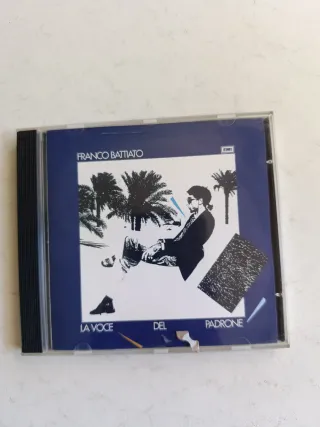 FRANCO BATTIATO
EMI
LA VOCE DEL PADRONE